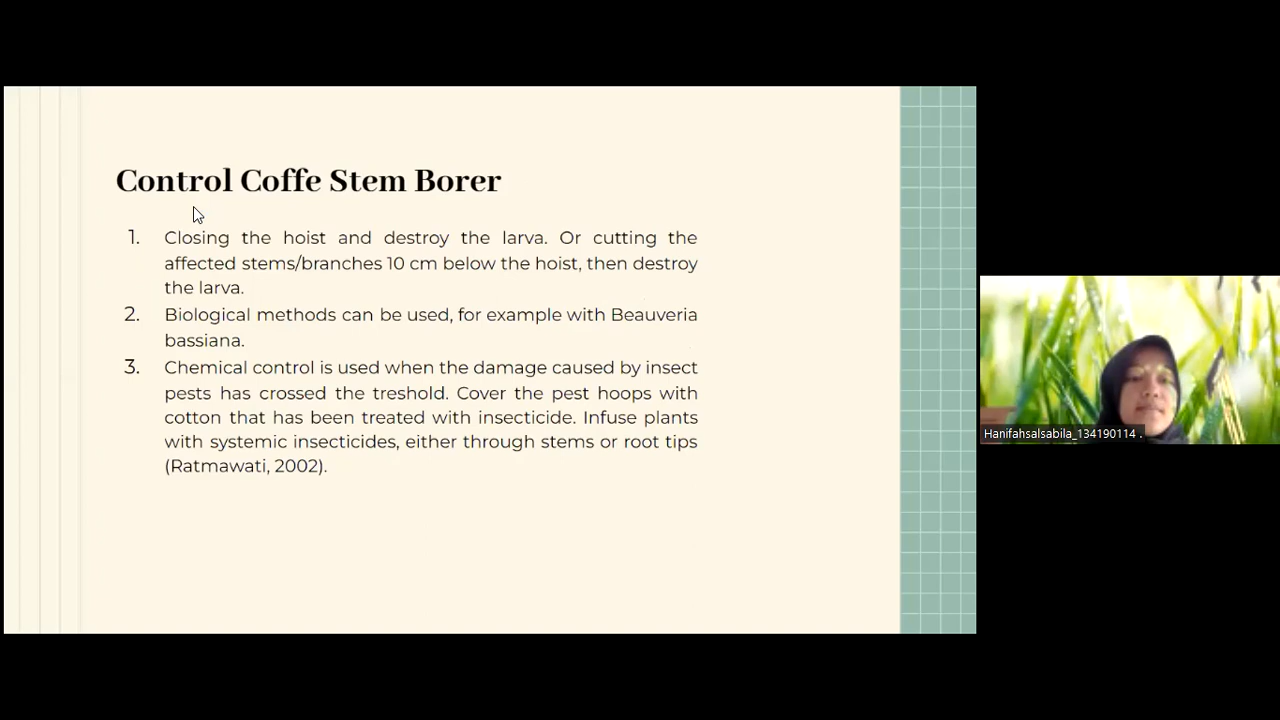 Control Coffe Stem Borer
1. Closing the hoist and destroy the larva. Or cutting the
affected stems/branches 10 cm below the hoist, then destroy
the larva.
2. Biological methods can be used, for example with Beauveria
bassiana.
3. Chemical control is used when the damage caused by insect
pests has crossed the treshold. Cover the pest hoops with
cotton that has been treated with insecticide. Infuse plants
with systemic insecticides, either through stems or root tips
(Ratmawati, 2002).
Hanifahsalsabila_134190114 .